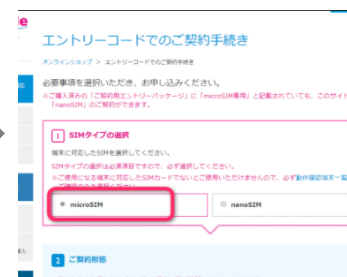 エントリーコードでのご契約手続き
オンラインショップ > エントリーコードでのご契約手続き
必要事項を選択いただき、お申し込みください。
※ご購入済みの「ご契約用エントリーパッケージ」に「microSIM専用」と記載されていても、このサイト
「nanoSIM」のご契約ができます。
1 SIMタイプの選択
端末に対応したSIMを選択してください。
SIMタイプの選択は必須項目ですので、必ず選択してください。
※ご使用になる端末に対応したSIMカードでないとご使用いただけませんので、必ず動作確認端末一覧
microSIM
nanoSIM
2 ご契約形態